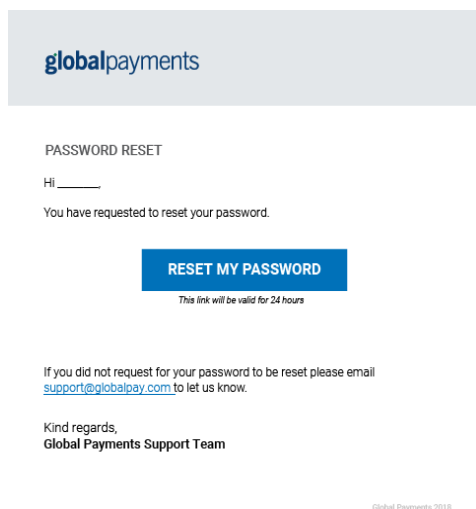 globalpayments
PASSWORD RESET
Hi ______,
You have requested to reset your password.
RESET MY PASSWORD
This link will be valid for 24 hours
If you did not request for your password to be reset please email
support@globalpay.com to let us know.
Kind regards,
Global Payments Support Team
Global Payments 2019